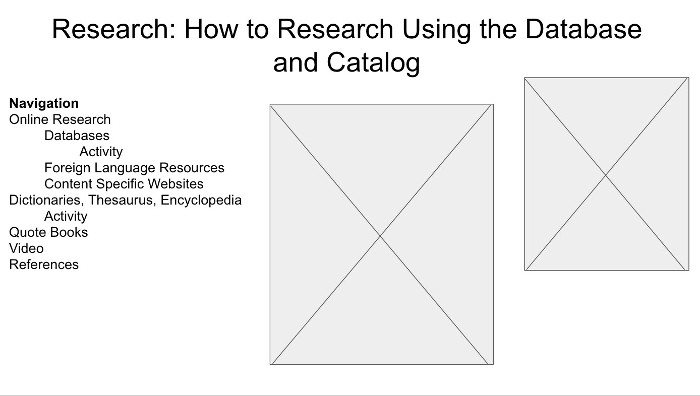 Research: How to Research Using the Database
and Catalog
Navigation
Online Research
Databases
Activity
Foreign Language Resources
Content Specific Websites
Dictionaries, Thesaurus, Encyclopedia
Activity
Quote Books
Video
References